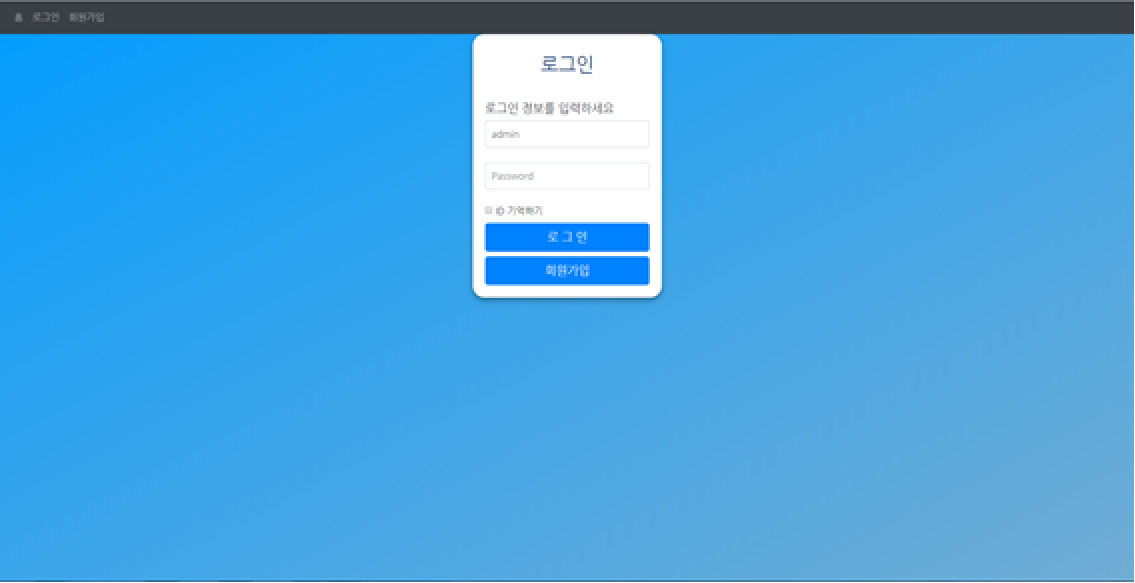 홈 로그인 회원가입
로그인
로그인 정보를 입력하세요
admin
Password
ID 기억하기
로 그 인
회원가입